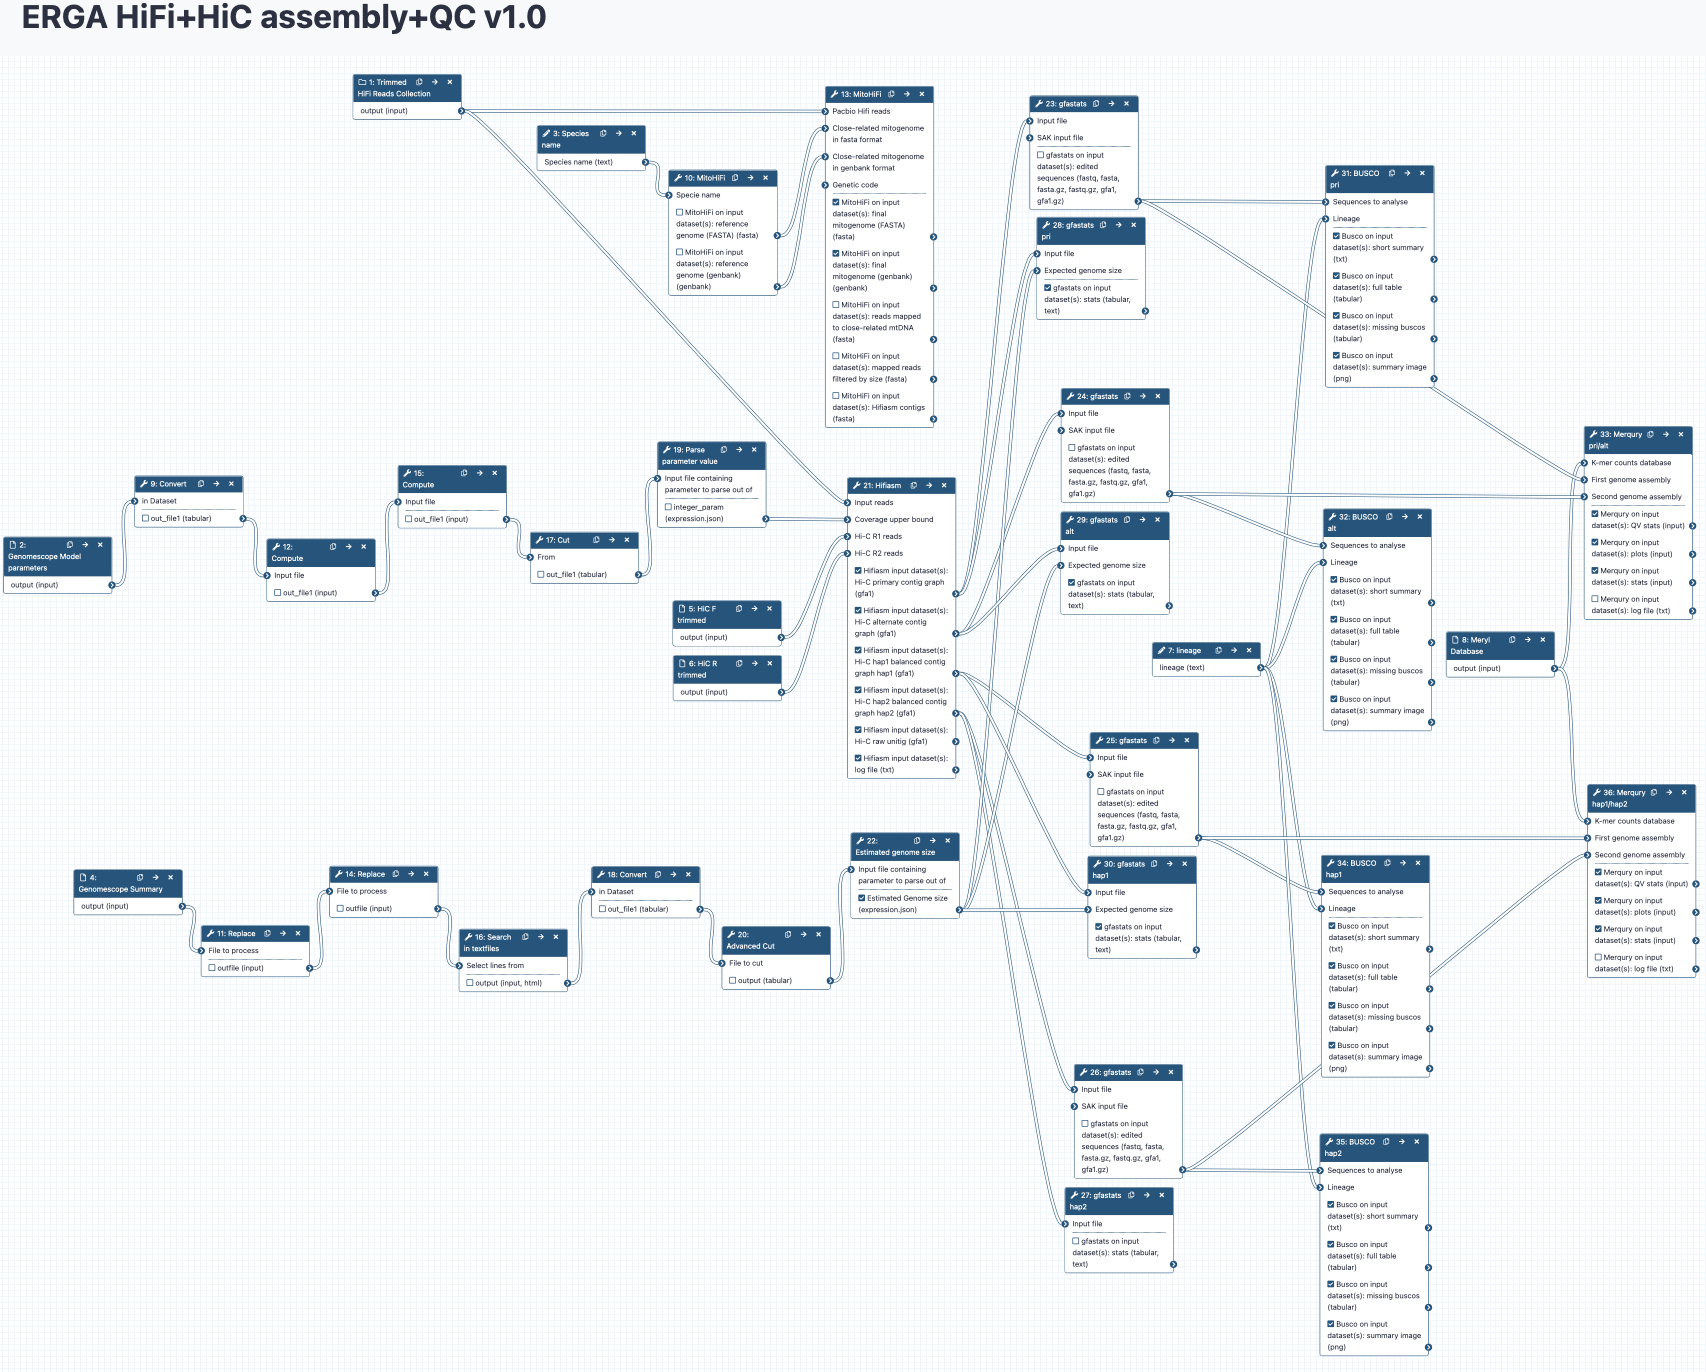 ERGA HiFi+HiC assembly+QC v1.0
1: Trimmed
HiFi Reads Collection
output (input)
3: Species
name
Species name (text)
10: MitoHiFi
Specie name
MitoHiFi on input
dataset(s): reference
genome (FASTA) (fasta)
MitoHiFi on input
dataset(s): reference
genome (genbank)
(genbank)
13: MitoHiFi
Pacbio Hifi reads
Close-related mitogenome
in fasta format
Close-related mitogenome
in genbank format
Genetic code
MitoHiFi on input
dataset(s): final
mitogenome (FASTA)
(fasta)
MitoHiFi on input
dataset(s): final
mitogenome (genbank)
(genbank)
MitoHiFi on input
dataset(s): reads mapped
to close-related mtDNA
(fasta)
MitoHiFi on input
dataset(s): mapped reads
filtered by size (fasta)
MitoHiFi on input
dataset(s): Hifiasm contigs
(fasta)
23: gfastats
Input file
SAK input file
gfastats on input
dataset(s): edited
sequences (fastq, fasta,
fasta.gz, fastq.gz, gfa1,
gfa1.gz)
28: gfastats
pri
Input file
Expected genome size
gfastats on input
dataset(s): stats (tabular,
text)
31: BUSCO
pri
Sequences to analyse
Lineage
Busco on input
dataset(s): short summary
(txt)
Busco on input
dataset(s): full table
(tabular)
Busco on input
dataset(s): missing buscos
(tabular)
Busco on input
dataset(s): summary image
(png)
24: gfastats
Input file
SAK input file
gfastats on input
dataset(s): edited
sequences (fastq, fasta,
fasta.gz, fastq.gz, gfa1,
gfa1.gz)
33: Merqury
pri/alt
K-mer counts database
First genome assembly
Second genome assembly
Merqury on input
dataset(s): QV stats (input)
Merqury on input
dataset(s): plots (input)
Merqury on input
dataset(s): stats (input)
Merqury on input
dataset(s): log file (txt)
2:
Genomescope Model
parameters
output (input)
9: Convert
in Dataset
out_file1 (tabular)
12:
Compute
Input file
out_file1 (input)
15:
Compute
Input file
out_file1 (input)
17: Cut
From
out_file1 (tabular)
19: Parse
parameter value
Input file containing
parameter to parse out of
integer_param
(expression.json)
5: HiC F
trimmed
output (input)
6: HiC R
trimmed
output (input)
21: Hifiasm
Input reads
Coverage upper bound
Hi-C R1 reads
Hi-C R2 reads
Hifiasm input dataset(s):
Hi-C primary contig graph
(gfa1)
Hifiasm input dataset(s):
Hi-C alternate contig
graph (gfa1)
Hifiasm input dataset(s):
Hi-C hap1 balanced contig
graph hap1 (gfa1)
Hifiasm input dataset(s):
Hi-C hap2 balanced contig
graph hap2 (gfa1)
Hifiasm input dataset(s):
Hi-C raw unitig (gfa1)
Hifiasm input dataset(s):
log file (txt)
29: gfastats
alt
Input file
Expected genome size
gfastats on input
dataset(s): stats (tabular,
text)
32: BUSCO
alt
Sequences to analyse
Lineage
Busco on input
dataset(s): short summary
(txt)
Busco on input
dataset(s): full table
(tabular)
Busco on input
dataset(s): missing buscos
(tabular)
Busco on input
dataset(s): summary image
(png)
7: lineage
lineage (text)
8: Meryl
Database
output (input)
25: gfastats
Input file
SAK input file
gfastats on input
dataset(s): edited
sequences (fastq, fasta,
fasta.gz, fastq.gz, gfa1,
gfa1.gz)
36: Merqury
hap1/hap2
K-mer counts database
First genome assembly
Second genome assembly
Merqury on input
dataset(s): QV stats (input)
Merqury on input
dataset(s): plots (input)
Merqury on input
dataset(s): stats (input)
Merqury on input
dataset(s): log file (txt)
4:
Genomescope Summary
output (input)
11: Replace
File to process
outfile (input)
14: Replace
File to process
outfile (input)
16: Search
in textfiles
Select lines from
output (input, html)
18: Convert
in Dataset
out_file1 (tabular)
20:
Advanced Cut
File to cut
output (tabular)
22:
Estimated genome size
Input file containing
parameter to parse out of
Estimated Genome size
(expression.json)
30: gfastats
hap1
Input file
Expected genome size
gfastats on input
dataset(s): stats (tabular,
text)
34: BUSCO
hap1
Sequences to analyse
Lineage
Busco on input
dataset(s): short summary
(txt)
Busco on input
dataset(s): full table
(tabular)
Busco on input
dataset(s): missing buscos
(tabular)
Busco on input
dataset(s): summary image
(png)
26: gfastats
Input file
SAK input file
gfastats on input
dataset(s): edited
sequences (fastq, fasta,
fasta.gz, fastq.gz, gfa1,
gfa1.gz)
27: gfastats
hap2
Input file
gfastats on input
dataset(s): stats (tabular,
text)
35: BUSCO
hap2
Sequences to analyse
Lineage
Busco on input
dataset(s): short summary
(txt)
Busco on input
dataset(s): full table
(tabular)
Busco on input
dataset(s): missing buscos
(tabular)
Busco on input
dataset(s): summary image
(png)